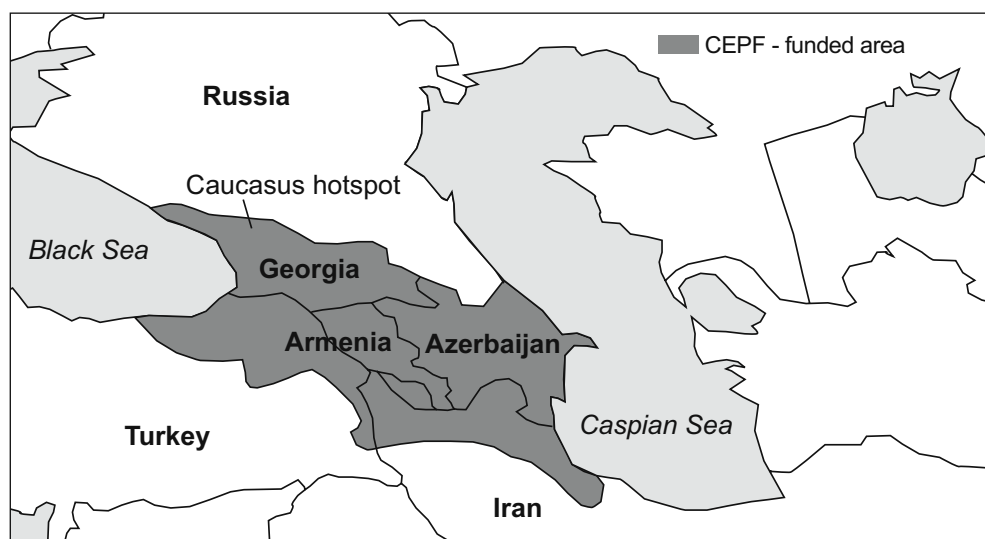 CEPF - funded area
Russia
Caucasus hotspot
Black Sea
Georgia
Armenia
Azerbaijan
Turkey
Caspian Sea
Iran